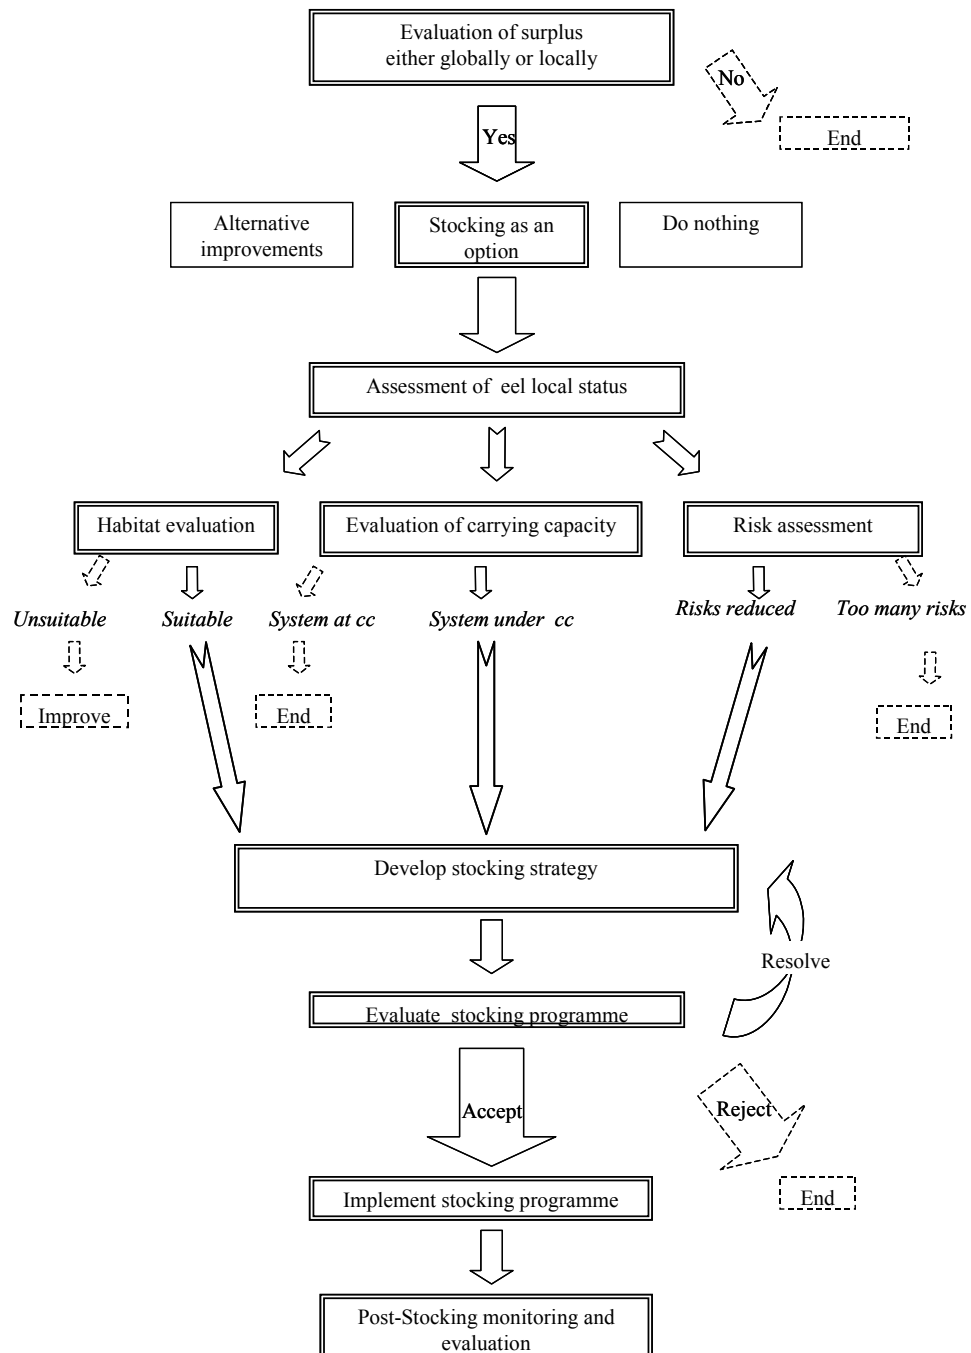 Evaluation of surplus
either globally or locally
No
End
Yes
Alternative
improvements
Stocking as an
option
Do nothing
Assessment of eel local status
Habitat evaluation
Evaluation of carrying capacity
Risk assessment
Unsuitable
Suitable
System at cc
System under cc
Risks reduced
Too many risks
Improve
End
End
Develop stocking strategy
Resolve
Evaluate stocking programme
Accept
Reject
Implement stocking programme
End
Post-Stocking monitoring and
evaluation